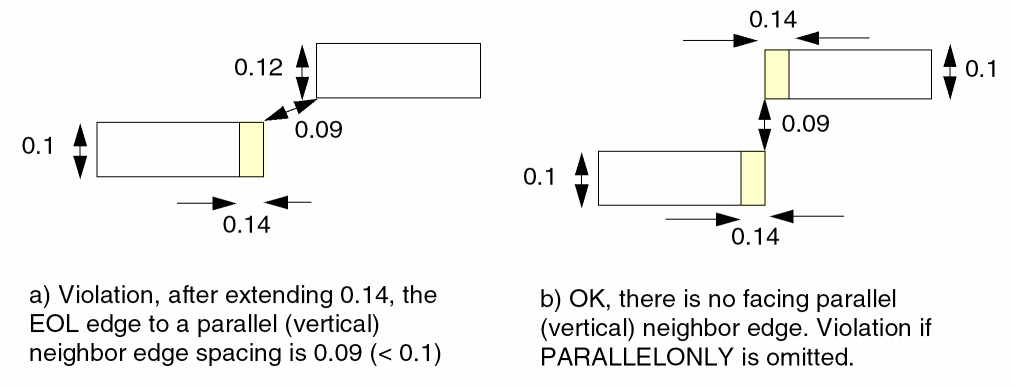 0.12
0.09
0.1
0.14
a) Violation, after extending 0.14, the
EOL edge to a parallel (vertical)
neighbor edge spacing is 0.09 (< 0.1)
0.14
0.1
0.09
0.1
0.14
b) OK, there is no facing parallel
(vertical) neighbor edge. Violation if
PARALLELONLY is omitted.